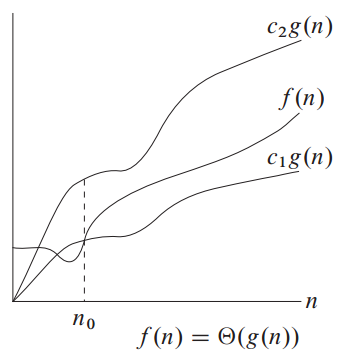 c₂g(n)
f(n)
c₁g(n)
n
n₀
f(n) = Θ(g(n))